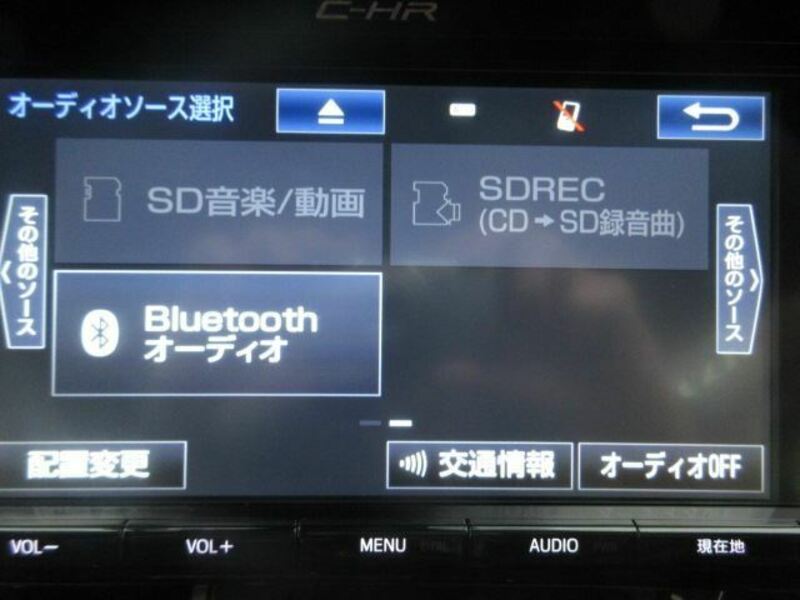 C-HR
オーディオソース選択
SD音楽/動画
SDREC
(CD→SD録音曲)
その他のソース
その他のソース
Bluetooth
オーディオ
配置変更
交通情報
オーディオOFF
VOL−
VOL+
MENU
AUDIO
現在地